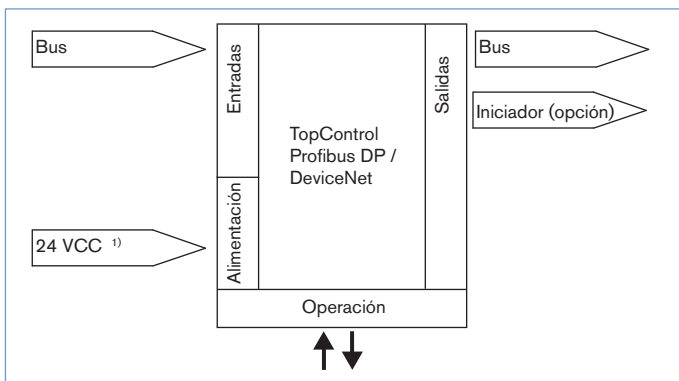 Bus
Entradas
Salidas
Bus
Iniciador (opción)
TopControl
Profibus DP /
DeviceNet
24 VCC 1)
Alimentación
Operación